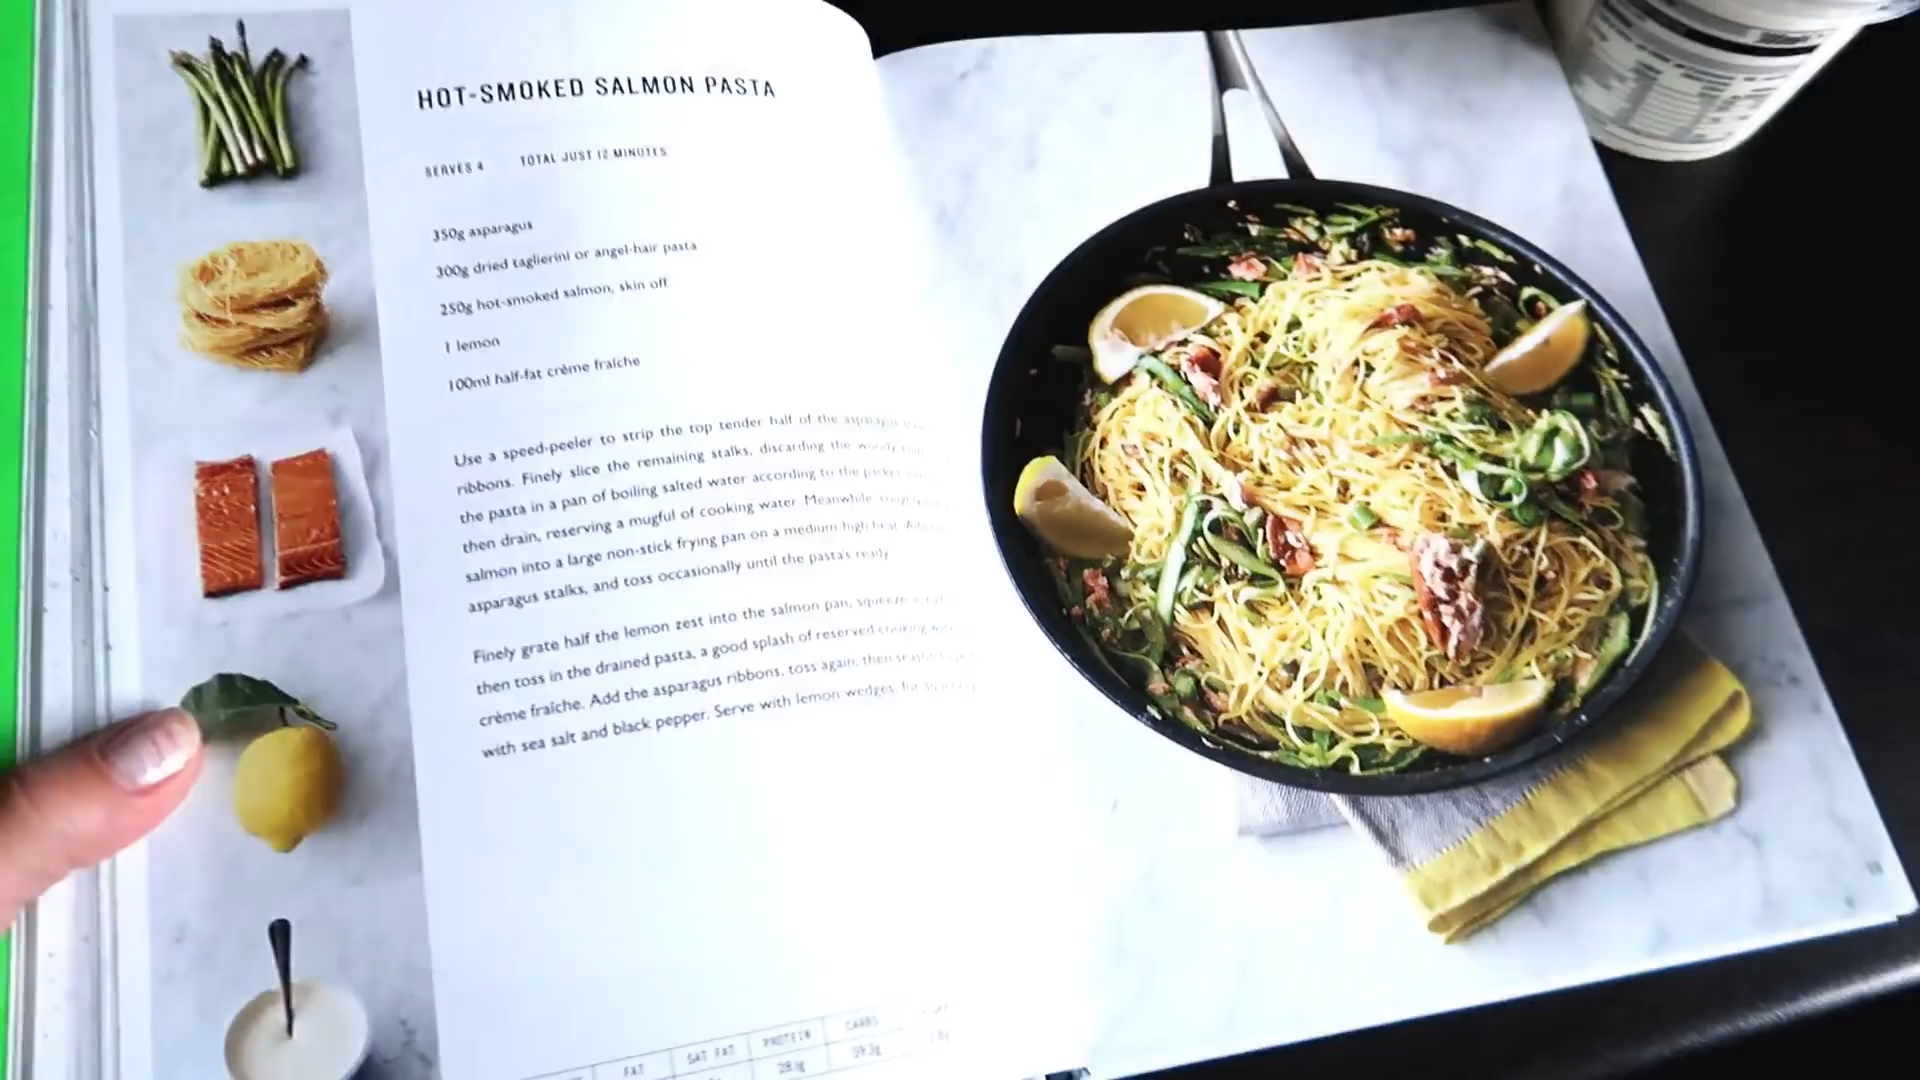 HOT-SMOKED SALMON PASTA
SERVES 4 TOTAL JUST 12 MINUTES
350g asparagus
300g dried taglierini or angel-hair pasta
250g hot-smoked salmon, skin off
1 lemon
100ml half-fat crème fraîche
Use a speed-peeler to strip the top tender half of the asparagus
ribbons. Finely slice the remaining stalks, discarding the woody
the pasta in a pan of boiling salted water according to the packet
then drain, reserving a mugful of cooking water. Meanwhile,
salmon into a large non-stick frying pan on a medium-high heat.
asparagus stalks, and toss occasionally until the pasta's ready.
Finely grate half the lemon zest into the salmon pan, squeeze
then toss in the drained pasta, a good splash of reserved cooking
crème fraîche. Add the asparagus ribbons, toss again, then season
with sea salt and black pepper. Serve with lemon wedges, for
FAT SAT FAT PROTEIN CARBS